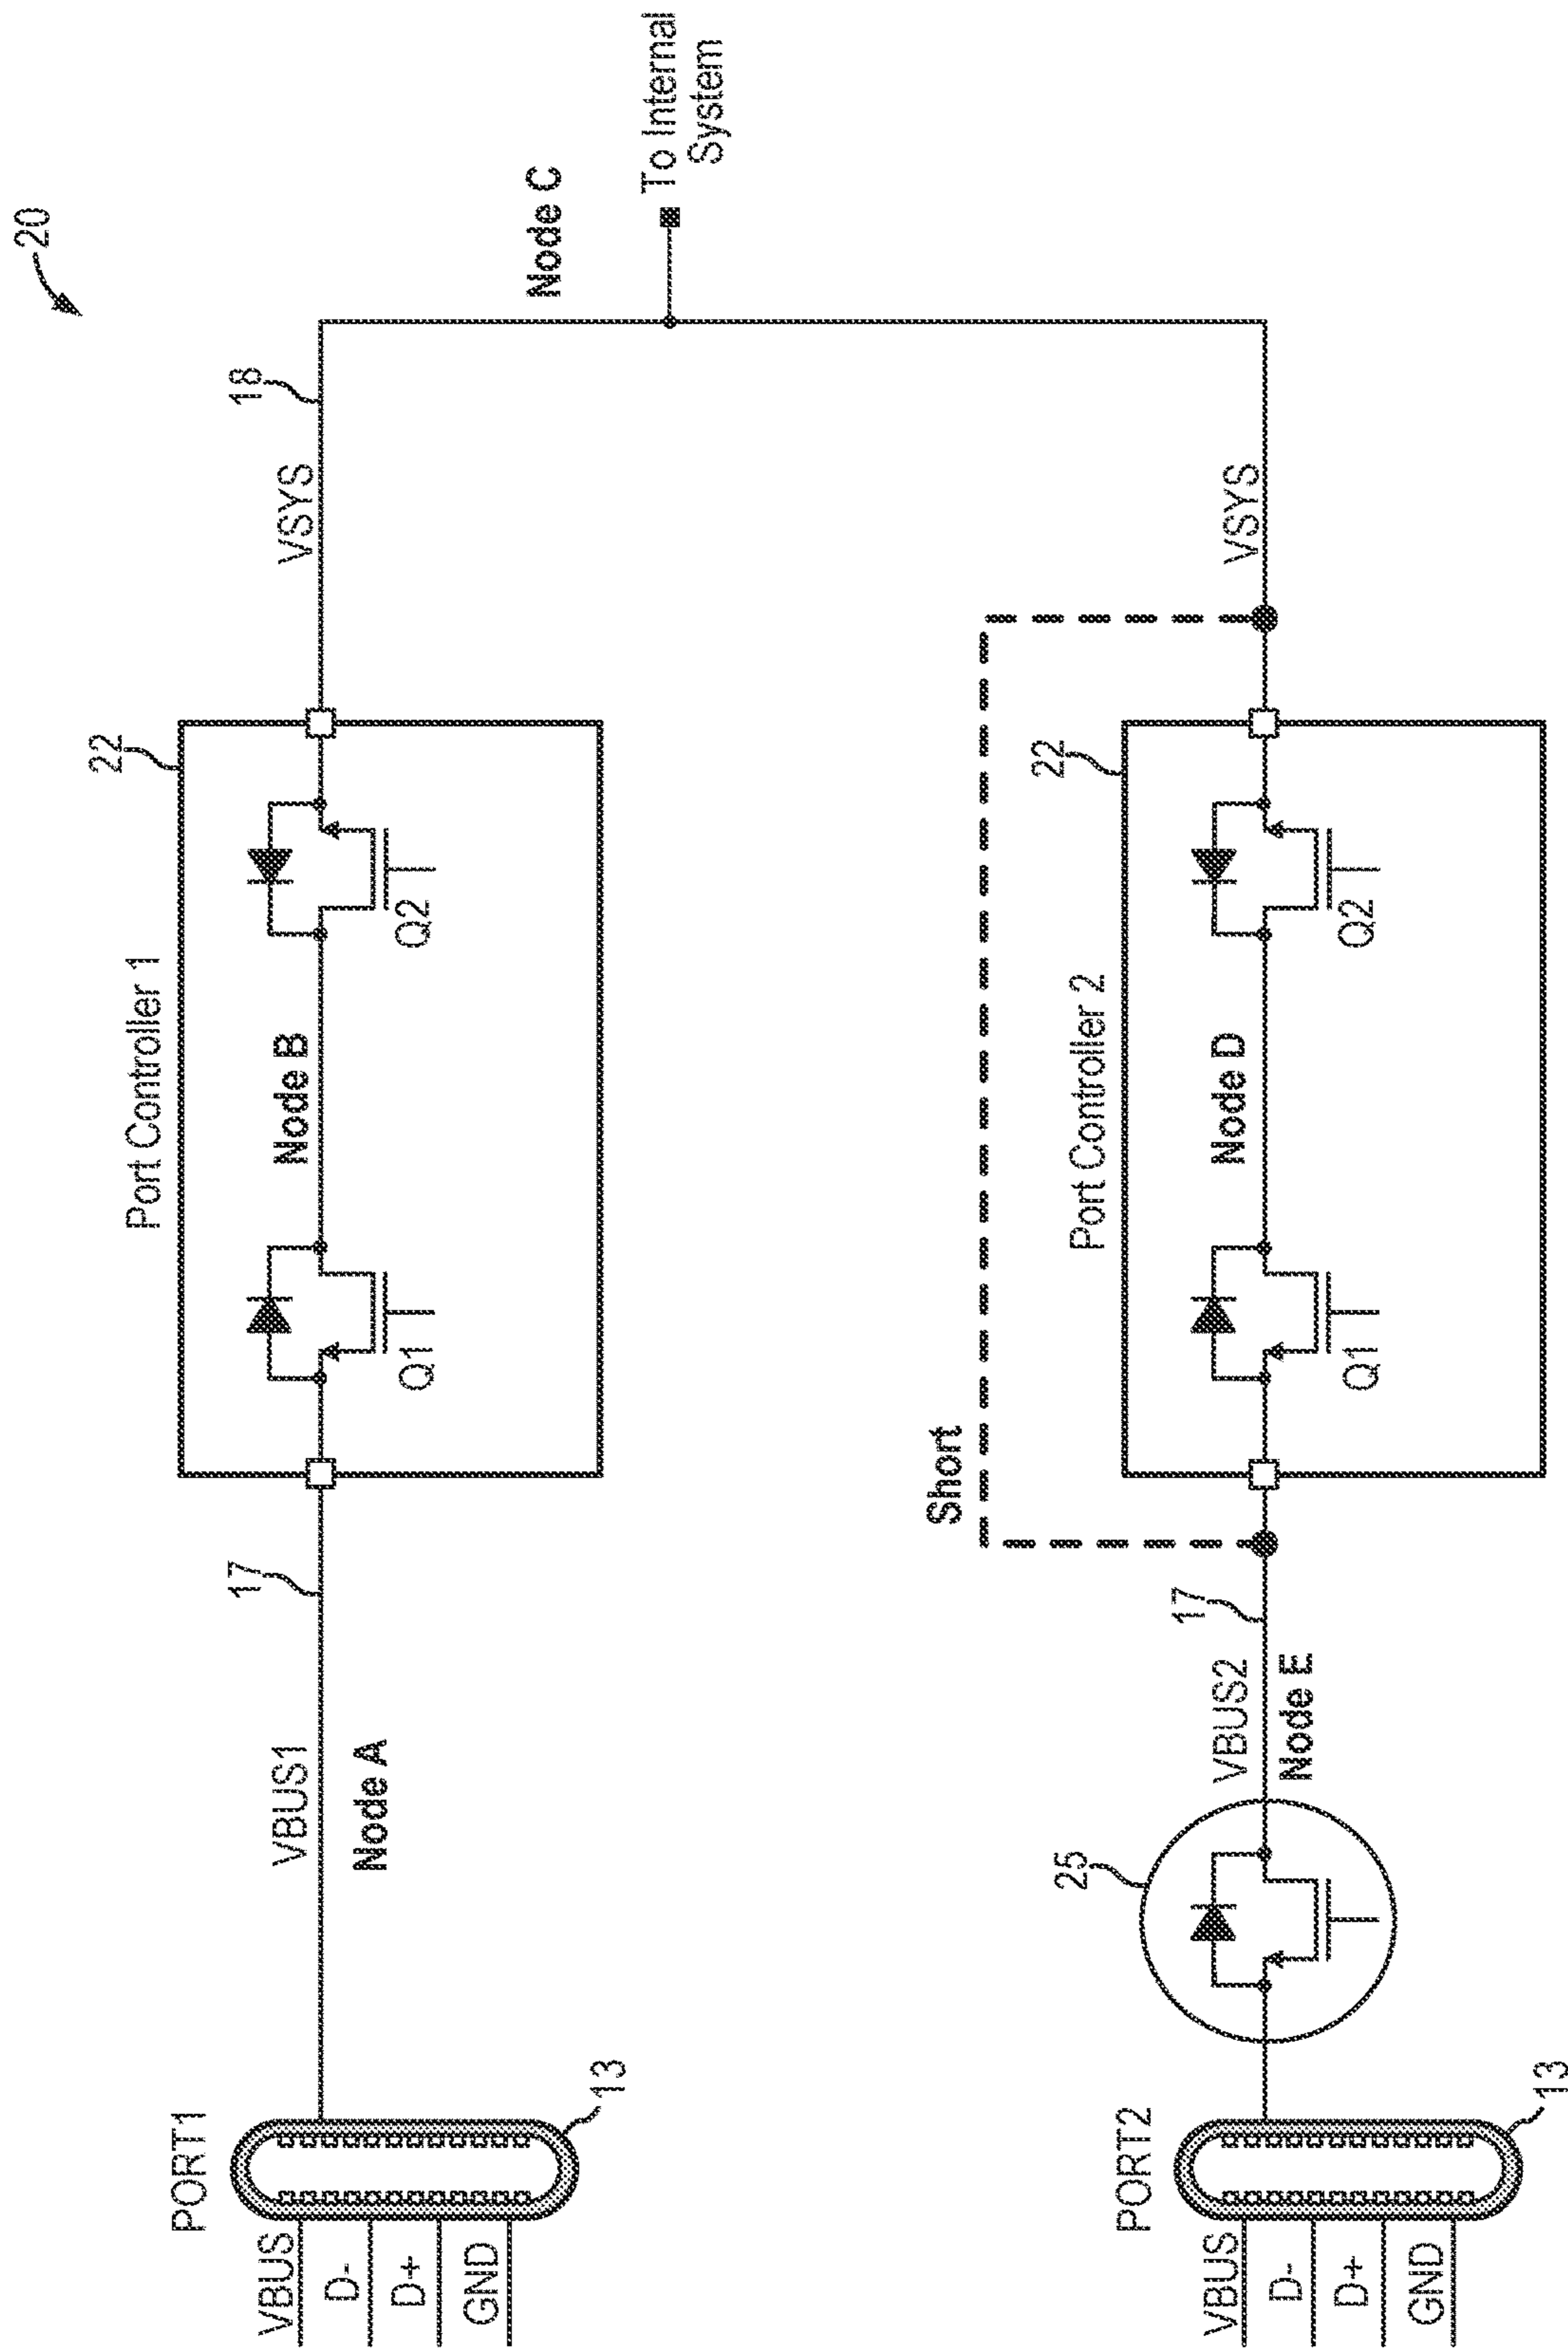 20
PORT1
VBUS
D-
D+
GND
13
VBUS1
Node A
17
Port Controller 1
22
Q1
Node B
Q2
VSYS
18
Node C
To Internal
System
PORT2
VBUS
D-
D+
GND
13
25
VBUS2
Node E
17
Short
Port Controller 2
22
Q1
Node D
Q2
VSYS